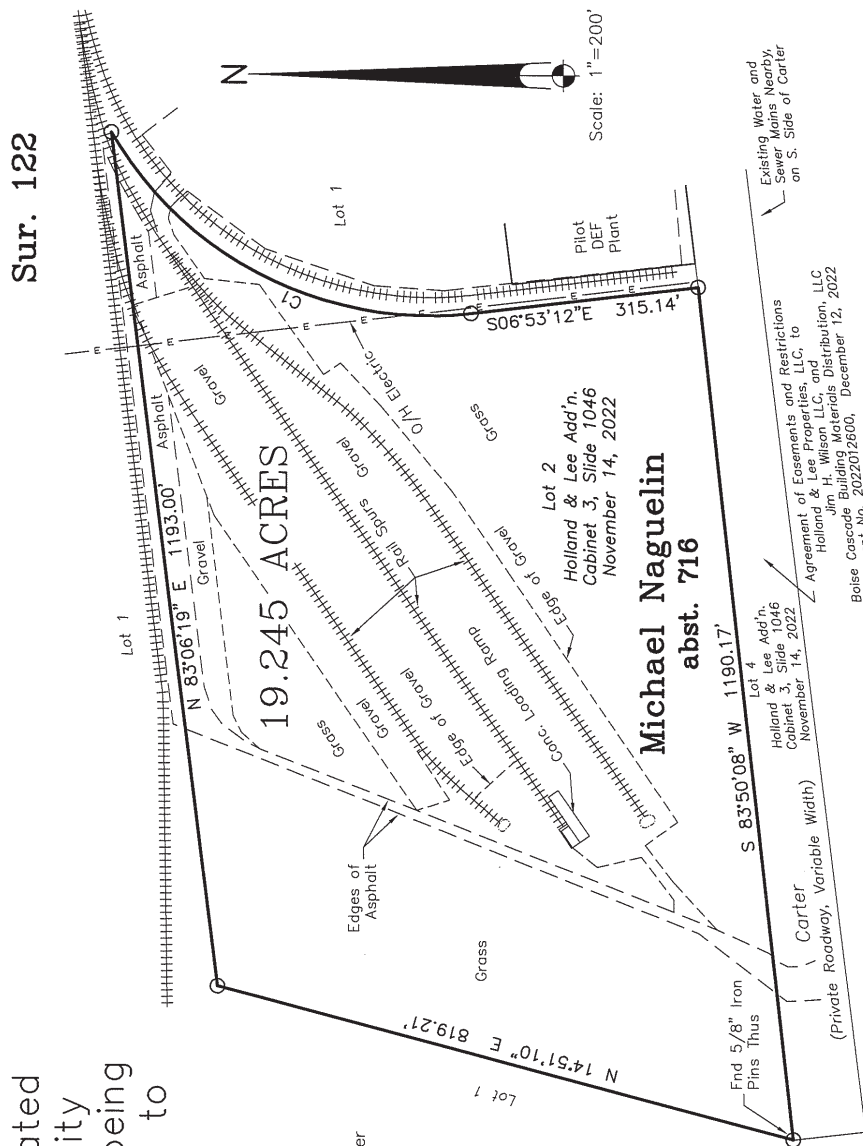 Sur. 122
ated
ity
being
to
er
N
Scale: 1"=200'
Lot 1
Lot 1
N 83°06'19" E 1193.00'
Asphalt
Asphalt
Gravel
Gravel
19.245 ACRES
Grass
Gravel
Edge of Gravel
Rail Spurs
Gravel
Conc. Loading Ramp
Edge of Gravel
O/H Electric
E
E
E
E
E
E
C1
Grass
S06°53'12"E 315.14'
Pilot
DEF
Plant
Lot 2
Holland & Lee Add'n.
Cabinet 3, Slide 1046
November 14, 2022
Michael Naguelin
abst. 716
Edges of
Asphalt
Grass
N 14°51'10" E 819.21'
Lot 1
Fnd 5/8" Iron
Pins Thus
S 83°50'08" W 1190.17'
Lot 4
Holland & Lee Add'n.
Cabinet 3, Slide 1046
November 14, 2022
Carter
(Private Roadway, Variable Width)
Existing Water and
Sewer Mains Nearby,
on S. Side of Carter
Agreement of Easements and Restrictions
Holland & Lee Properties, LLC, to
Jim H. Wilson LLC, and
Boise Cascade Building Materials Distribution, LLC
No. 2022012600, December 12, 2022